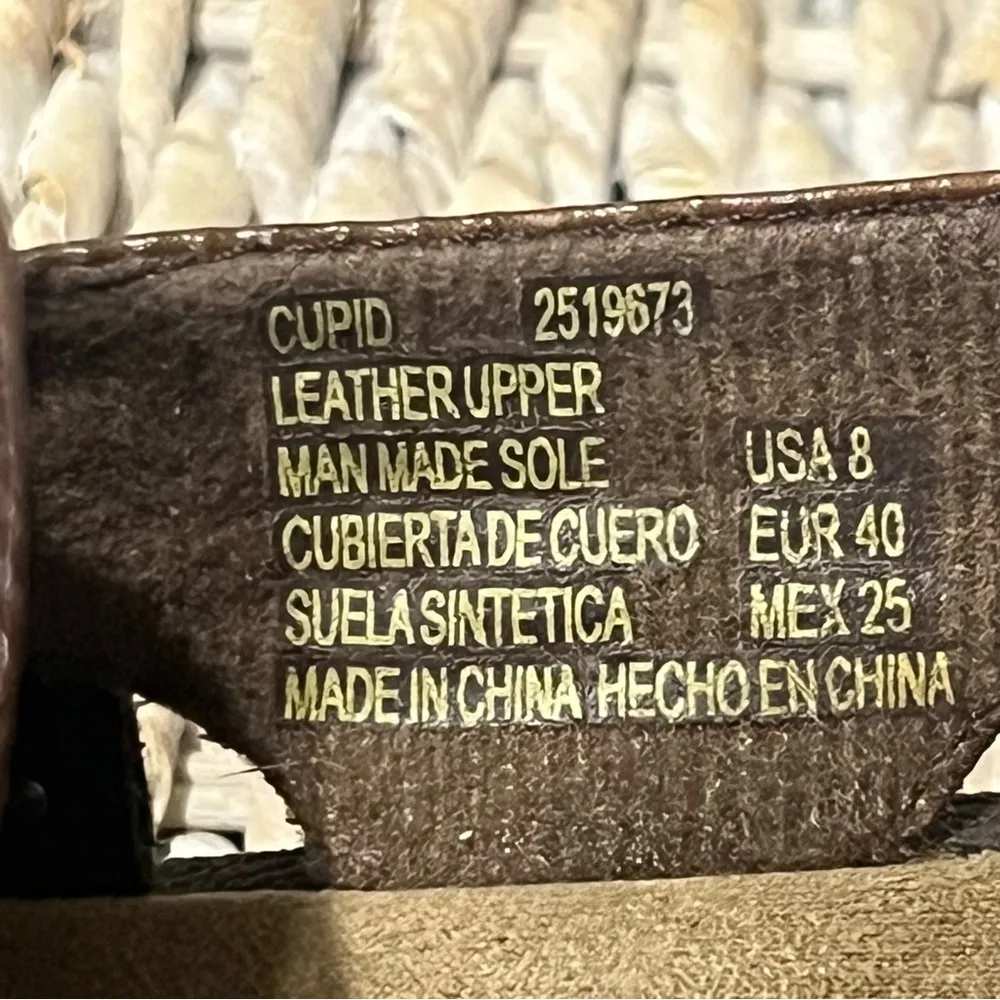 CUPID 2519673
LEATHER UPPER
MAN MADE SOLE USA 8
CUBIERTA DE CUERO EUR 40
SUELA SINTETICA MEX 25
MADE IN CHINA HECHO EN CHINA